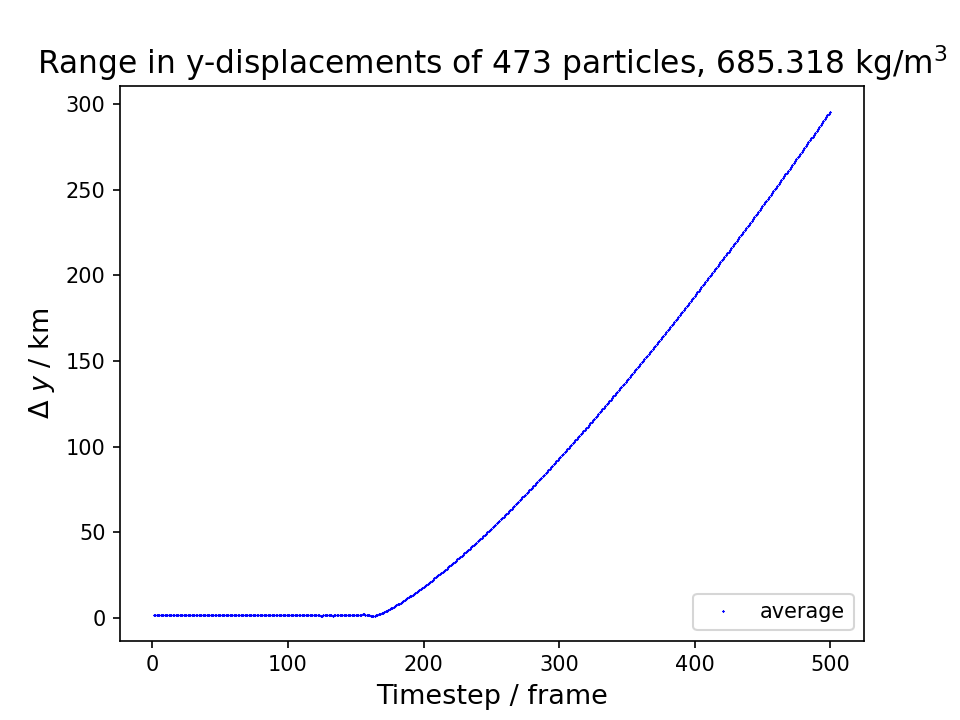 Range in y-displacements of 473 particles, 685.318 kg/m³
300
250
200
150
100
50
0
Δ y / km
average
0 100 200 300 400 500
Timestep / frame